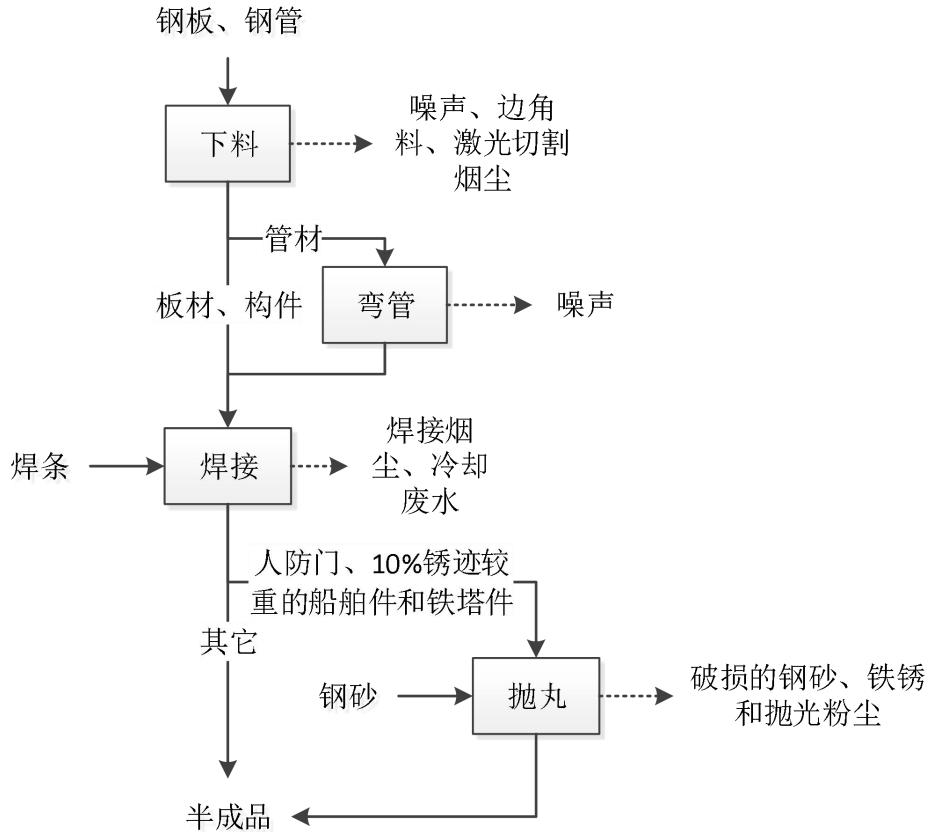 钢板、钢管
下料
噪声、边角
料、激光切割
烟尘
管材
板材、构件
弯管
噪声
焊条
焊接
焊接烟
尘、冷却
废水
人防门、10%锈迹较
重的船舶件和铁塔件
其它
钢砂
抛丸
破损的钢砂、铁锈
和抛光粉尘
半成品